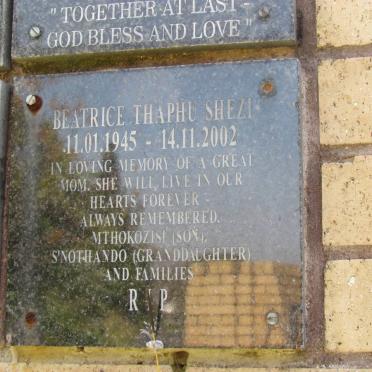 "TOGETHER AT LAST -
GOD BLESS AND LOVE"
BEATRICE THAPHU SHEZI
11.01.1945 - 14.11.2002
IN LOVING MEMORY OF A GREAT
MOM. SHE WILL LIVE IN OUR
HEARTS FOREVER -
ALWAYS REMEMBERED.
MTHOKOZISI (SON),
S'NOTHANDO (GRANDDAUGHTER)
AND FAMILIES
R I P